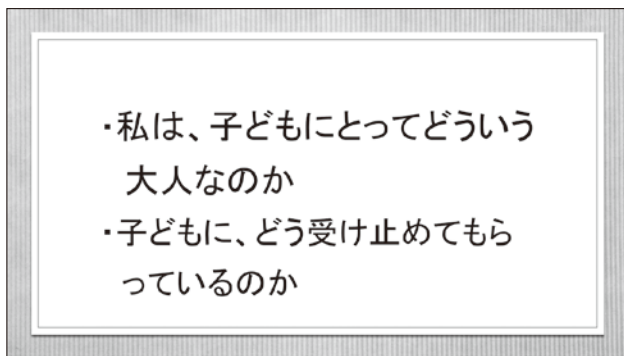 ・私は、子どもにとってどういう
大人なのか
・子どもに、どう受け止めてもら
っているのか